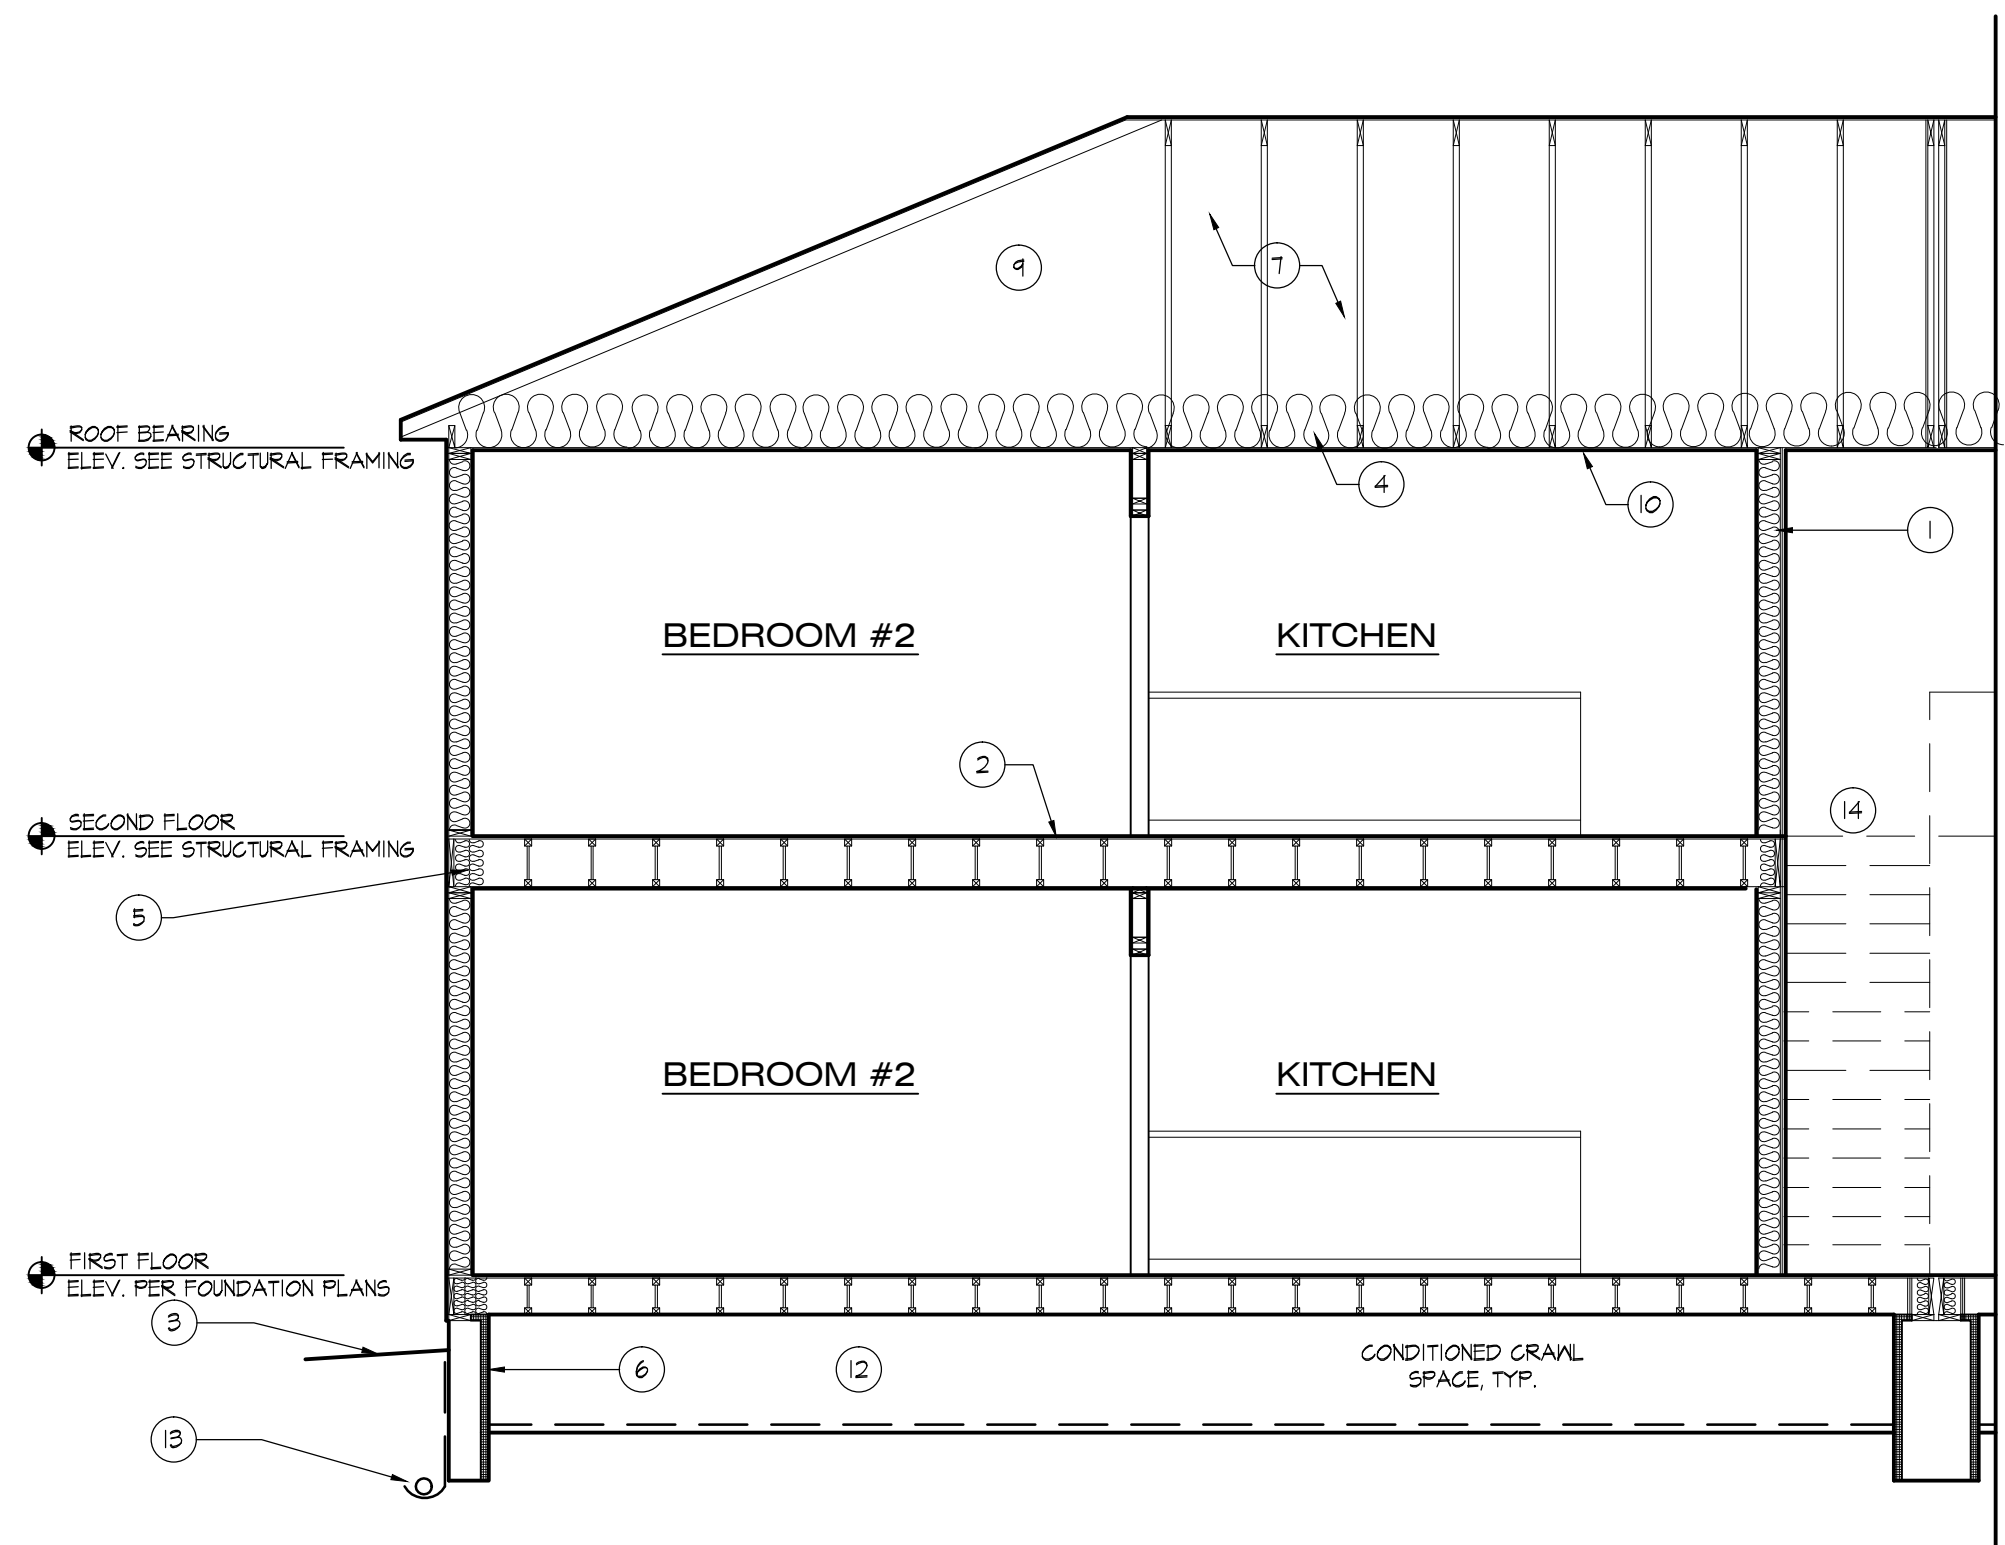 9
7
ROOF BEARING
ELEV. SEE STRUCTURAL FRAMING
4
10
1
BEDROOM #2
KITCHEN
2
14
SECOND FLOOR
ELEV. SEE STRUCTURAL FRAMING
5
BEDROOM #2
KITCHEN
FIRST FLOOR
ELEV. PER FOUNDATION PLANS
3
6
12
CONDITIONED CRAWL
SPACE, TYP.
13